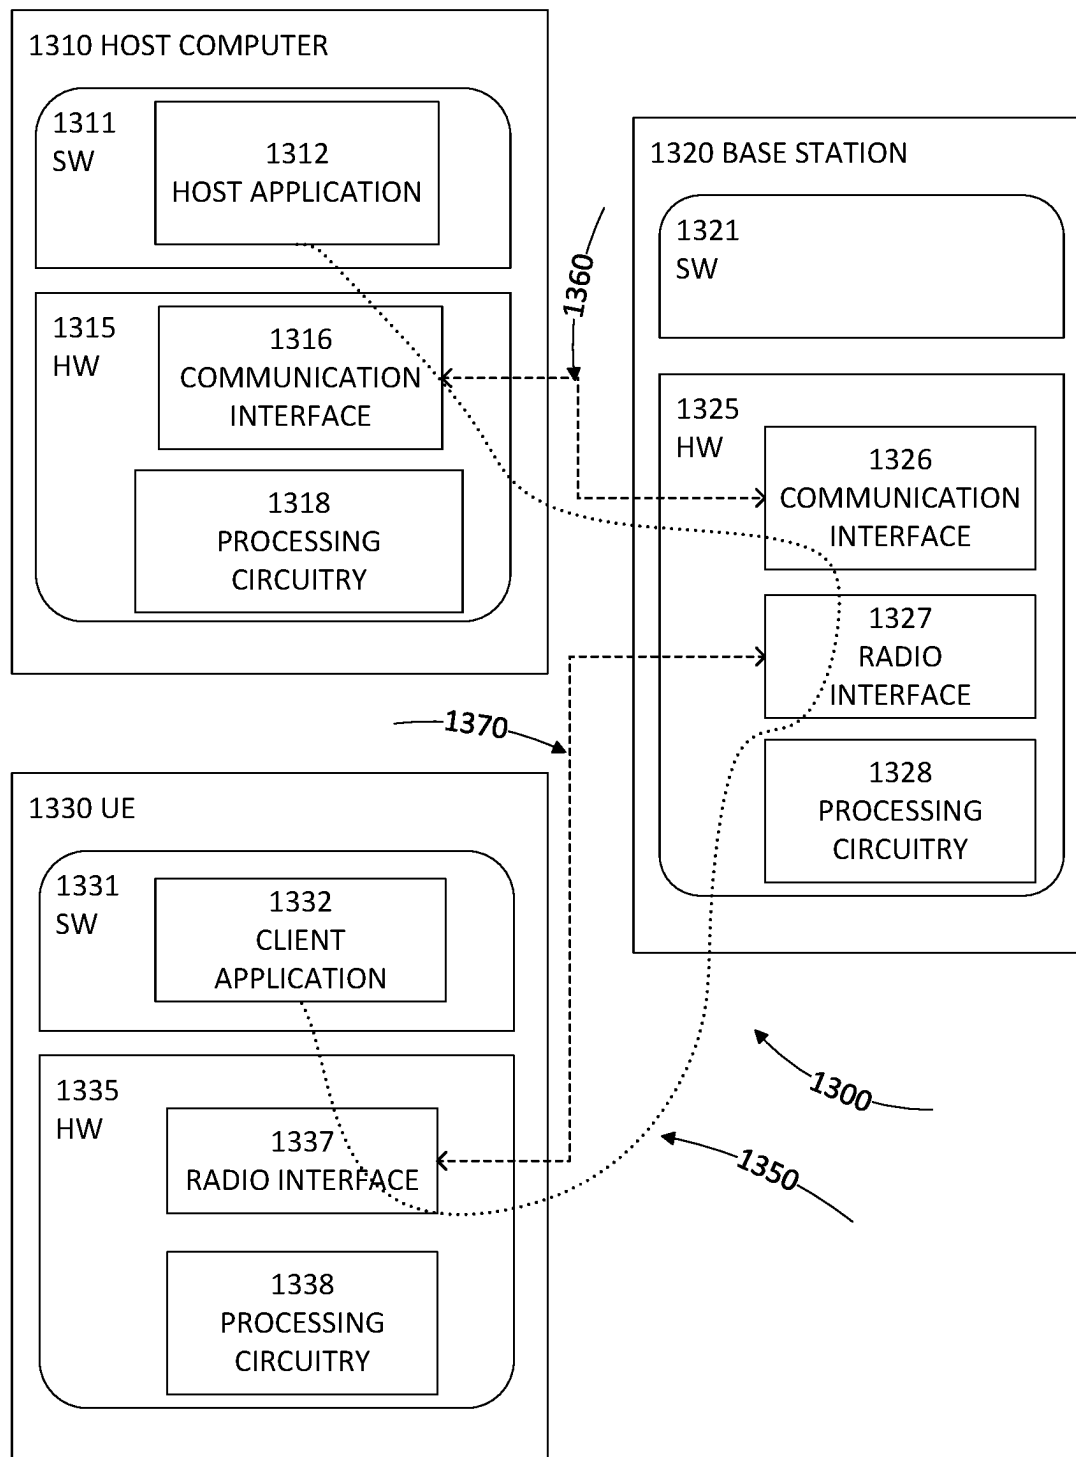 1310 HOST COMPUTER
1311
SW
1312
HOST APPLICATION
1315
HW
1316
COMMUNICATION
INTERFACE
1318
PROCESSING
CIRCUITRY
1360
1320 BASE STATION
1321
SW
1325
HW
1326
COMMUNICATION
INTERFACE
1327
RADIO
INTERFACE
1328
PROCESSING
CIRCUITRY
1370
1330 UE
1331
SW
1332
CLIENT
APPLICATION
1335
HW
1337
RADIO INTERFACE
1338
PROCESSING
CIRCUITRY
1300
1350